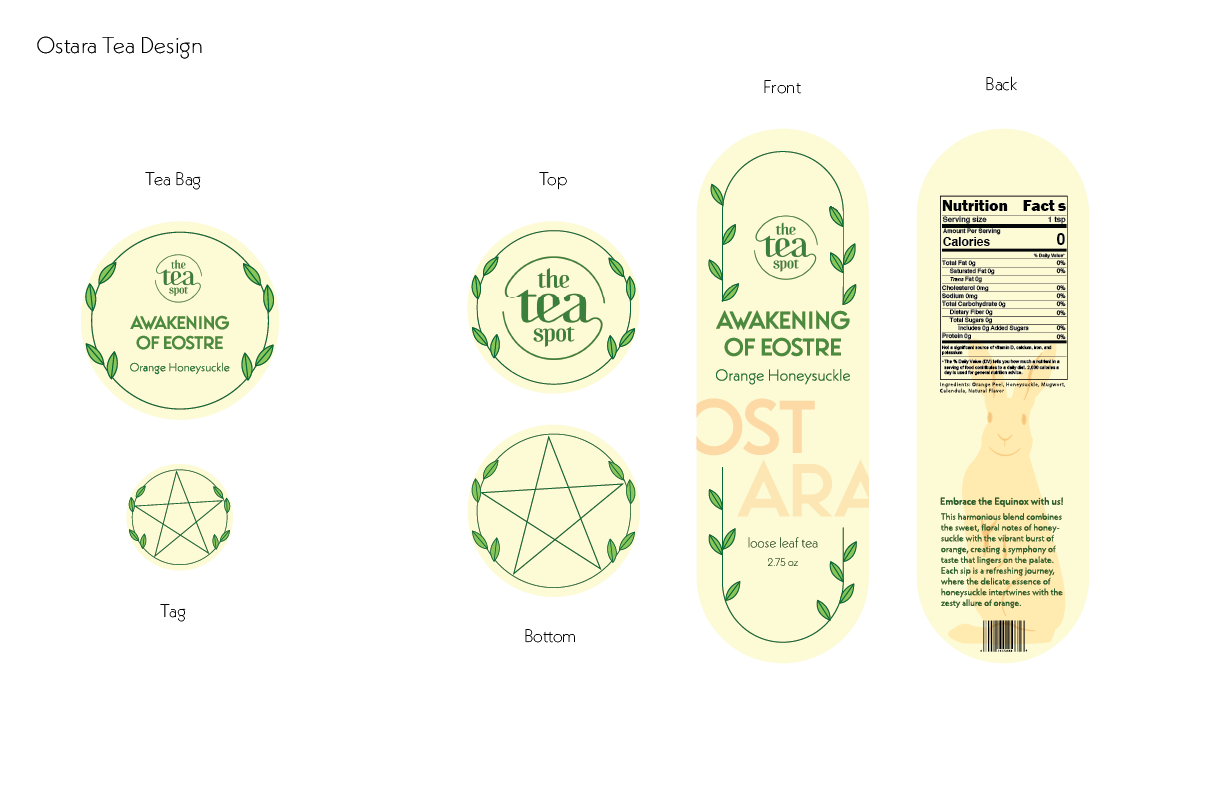 Ostara Tea Design
Tea Bag
the
tea
spot
AWAKENING
OF EOSTRE
Orange Honeysuckle
Tag
Top
the
tea
spot
Bottom
Front
the
tea
spot
AWAKENING
OF EOSTRE
Orange Honeysuckle
OST
ARA
loose leaf tea
2.75 oz
Back
Nutrition Fact s
Serving size 1 tsp
Amount Per Serving
Calories 0
% Daily Value*
Total Fat 0g 0%
Saturated Fat 0g 0%
Trans Fat 0g
Cholesterol 0mg 0%
Sodium 0mg 0%
Total Carbohydrate 0g 0%
Dietary Fiber 0g 0%
Total Sugars 0g
Includes 0g Added Sugars 0%
Protein 0g 0%
Not a significant source of vitamin D, calcium, iron, and
potassium
*The % Daily Value (DV) tells you how much a nutrient in a
serving of food contributes to a daily diet. 2,000 calories a
day is used for general nutrition advice.
Ingredients: Orange Peel, Honeysuckle, Mugwort,
Calendula, Natural Flavor
Embrace the Equinox with us!
This harmonious blend combines
the sweet, floral notes of honey-
suckle with the vibrant burst of
orange, creating a symphony of
taste that lingers on the palate.
Each sip is a refreshing journey,
where the delicate essence of
honeysuckle intertwines with the
zesty allure of orange.